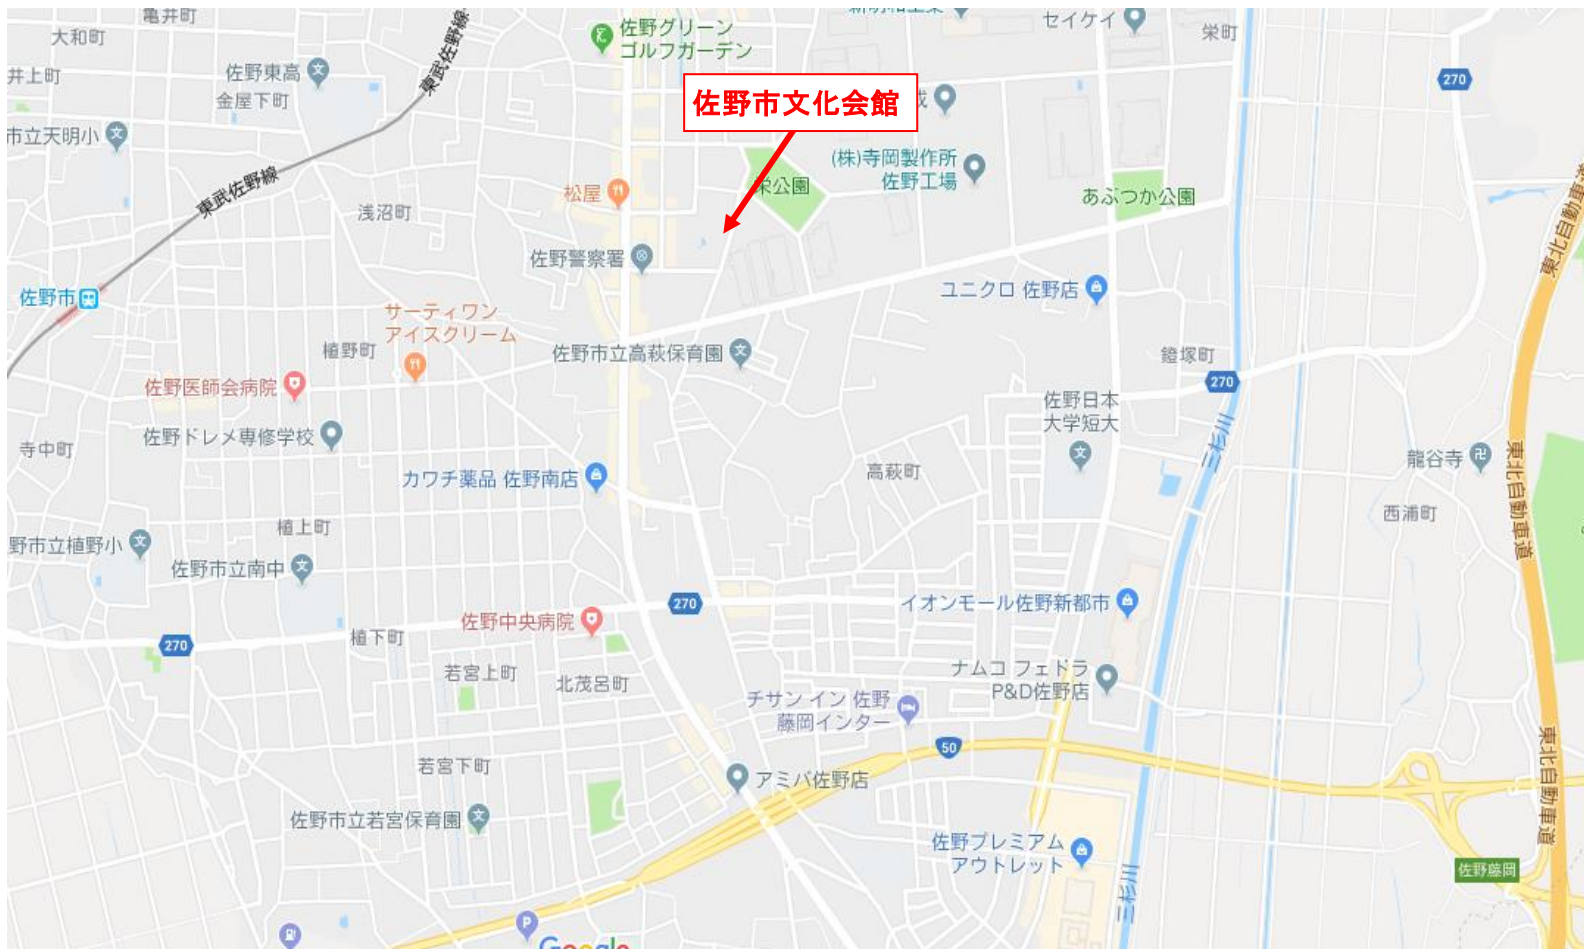 亀井町
大和町
東武佐野線
佐野グリーン
ゴルフガーデン
セイケイ
栄町
井上町
佐野東高
金屋下町
270
佐野市文化会館
成
市立天明小
(株)寺岡製作所
佐野工場
東武佐野線
松屋
栄公園
あぶつか公園
浅沼町
東北自動車道
佐野警察署
佐野市
ユニクロ 佐野店
サーティワン
アイスクリーム
植野町
佐野市立高萩保育園
鐙塚町
佐野医師会病院
270
佐野日本
大学短大
佐野ドレメ専修学校
三杉川
寺中町
龍谷寺
東北自動車道
高萩町
カワチ薬品 佐野南店
西浦町
植上町
野市立植野小
佐野市立南中
270
イオンモール佐野新都市
佐野中央病院
植下町
270
若宮上町
北茂呂町
ナムコ フェドラ
P&D佐野店
チサン イン 佐野
藤岡インター
50
東北自動車道
若宮下町
アミパ佐野店
佐野市立若宮保育園
佐野プレミアム
アウトレット
佐野藤岡
三杉川
P
Google